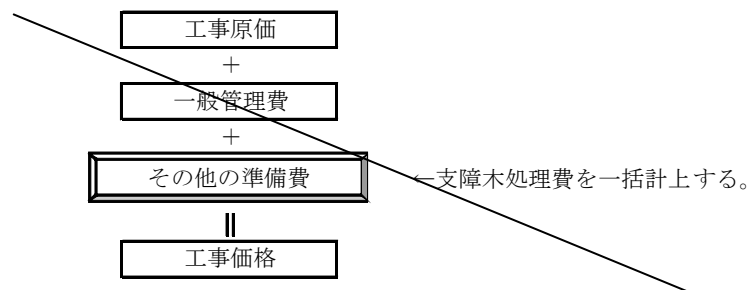 工事原価
＋
一般管理費
＋
その他の準備費
←支障木処理費を一括計上する。
＝
工事価格